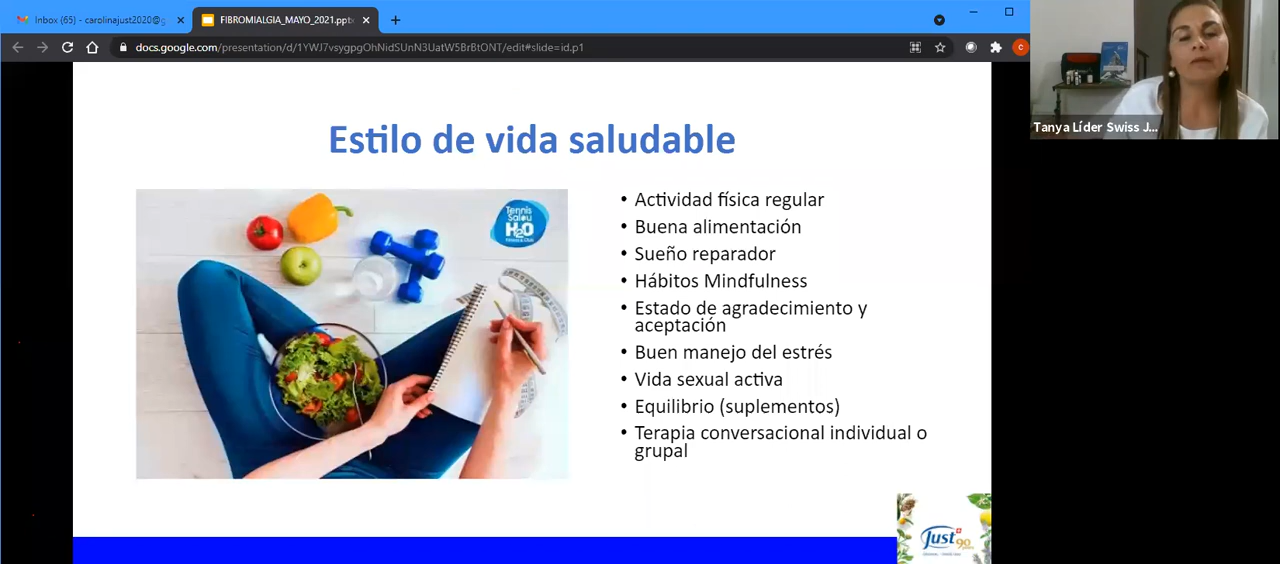 Inbox (65) - carolinajust2020@g
FIBROMIALGIA_MAYO_2021.pptx
docs.google.com/presentation/d/1YWJ7vsygpgOhNidSUnN3UatW5BrBtONT/edit#slide=id.p1
C
Tanya Líder Swiss J...
Estilo de vida saludable
Tennis
Salou
H2O
• Actividad física regular
• Buena alimentación
• Sueño reparador
• Hábitos Mindfulness
• Estado de agradecimiento y
aceptación
• Buen manejo del estrés
• Vida sexual activa
• Equilibrio (suplementos)
• Terapia conversacional individual o
grupal
Just
90